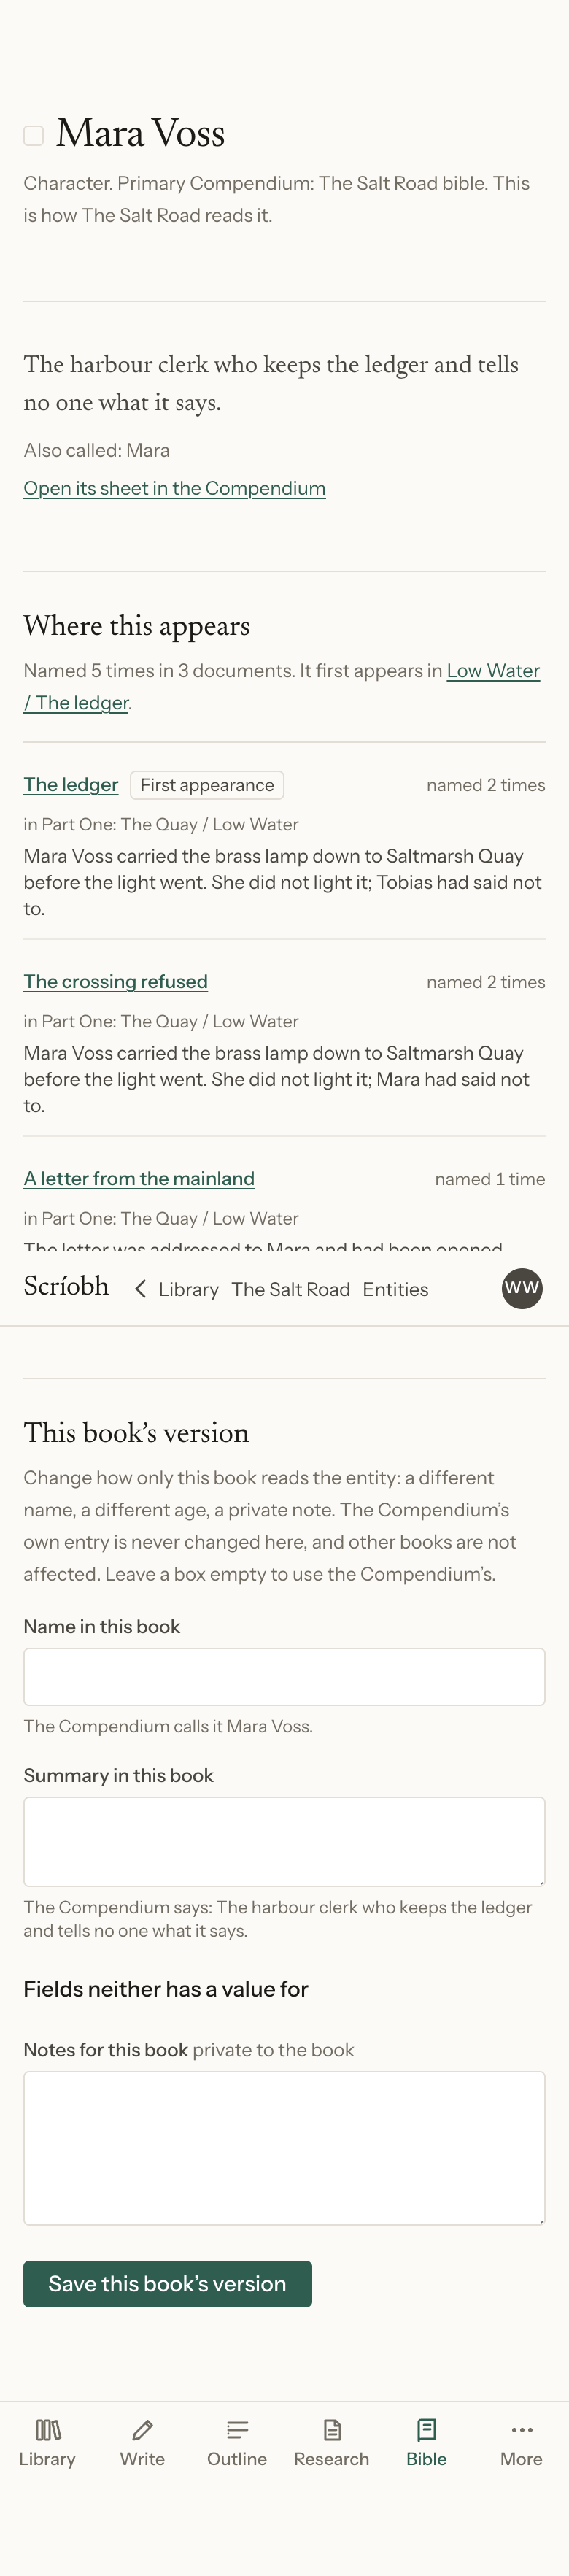 Mara Voss
Character. Primary Compendium: The Salt Road bible. This
is how The Salt Road reads it.
The harbour clerk who keeps the ledger and tells
no one what it says.
Also called: Mara
Open its sheet in the Compendium
Where this appears
Named 5 times in 3 documents. It first appears in Low Water
/ The ledger.
The ledger First appearance named 2 times
in Part One: The Quay / Low Water
Mara Voss carried the brass lamp down to Saltmarsh Quay
before the light went. She did not light it; Tobias had said not
to.
The crossing refused named 2 times
in Part One: The Quay / Low Water
Mara Voss carried the brass lamp down to Saltmarsh Quay
before the light went. She did not light it; Mara had said not
to.
A letter from the mainland named 1 time
in Part One: The Quay / Low Water
The letter was addressed to Mara and had been opened
Scríobh Library The Salt Road Entities WW
This book’s version
Change how only this book reads the entity: a different
name, a different age, a private note. The Compendium’s
own entry is never changed here, and other books are not
affected. Leave a box empty to use the Compendium’s.
Name in this book
The Compendium calls it Mara Voss.
Summary in this book
The Compendium says: The harbour clerk who keeps the ledger
and tells no one what it says.
Fields neither has a value for
Notes for this book private to the book
Save this book’s version
Library Write Outline Research Bible More